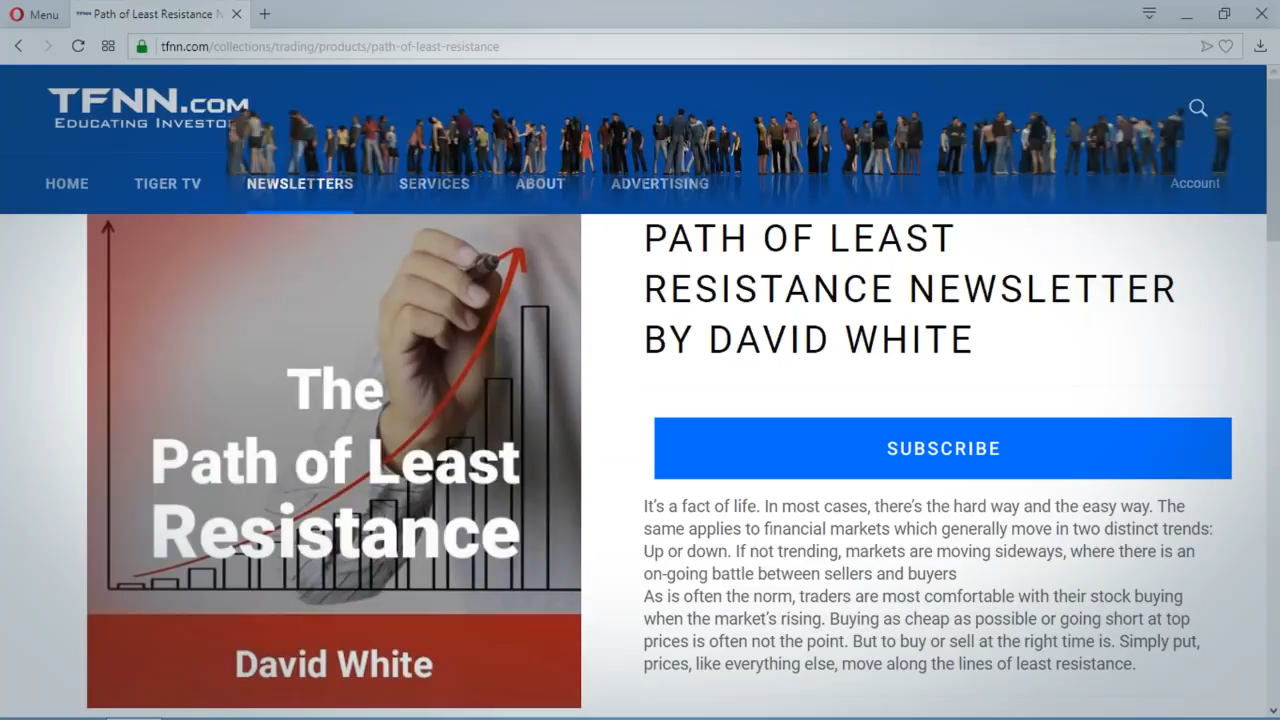 Menu
Path of Least Resistance N
tfnn.com/collections/trading/products/path-of-least-resistance
TFNN.COM
EDUCATING INVESTO
HOME
TIGER TV
NEWSLETTERS
SERVICES
ABOUT
ADVERTISING
Account
The
Path of Least
Resistance
David White
PATH OF LEAST
RESISTANCE NEWSLETTER
BY DAVID WHITE
SUBSCRIBE
It's a fact of life. In most cases, there's the hard way and the easy way. The
same applies to financial markets which generally move in two distinct trends:
Up or down. If not trending, markets are moving sideways, where there is an
on-going battle between sellers and buyers
As is often the norm, traders are most comfortable with their stock buying
when the market's rising. Buying as cheap as possible or going short at top
prices is often not the point. But to buy or sell at the right time is. Simply put,
prices, like everything else, move along the lines of least resistance.